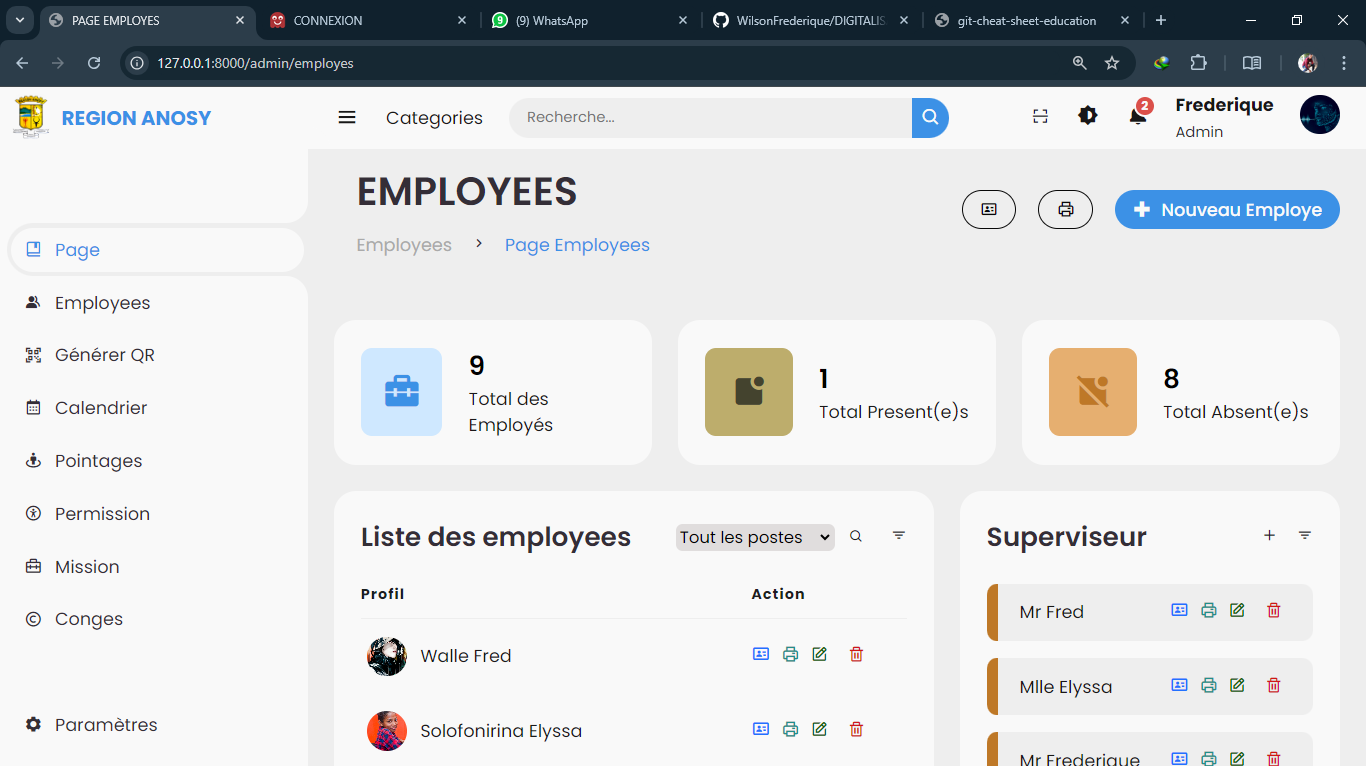 PAGE EMPLOYES
CONNEXION
(9) WhatsApp
WilsonFrederique/DIGITALIS
git-cheat-sheet-education
127.0.0.1:8000/admin/employes
REGION ANOSY
Categories
Recherche...
2
Frederique
Admin
EMPLOYEES
Employees > Page Employees
Nouveau Employe
Page
Employees
Générer QR
Calendrier
Pointages
Permission
Mission
Conges
Paramètres
9
Total des
Employés
1
Total Present(e)s
8
Total Absent(e)s
Liste des employees
Tout les postes
Profil Action
Walle Fred
Solofonirina Elyssa
Superviseur
Mr Fred
Mlle Elyssa
Mr Frederique